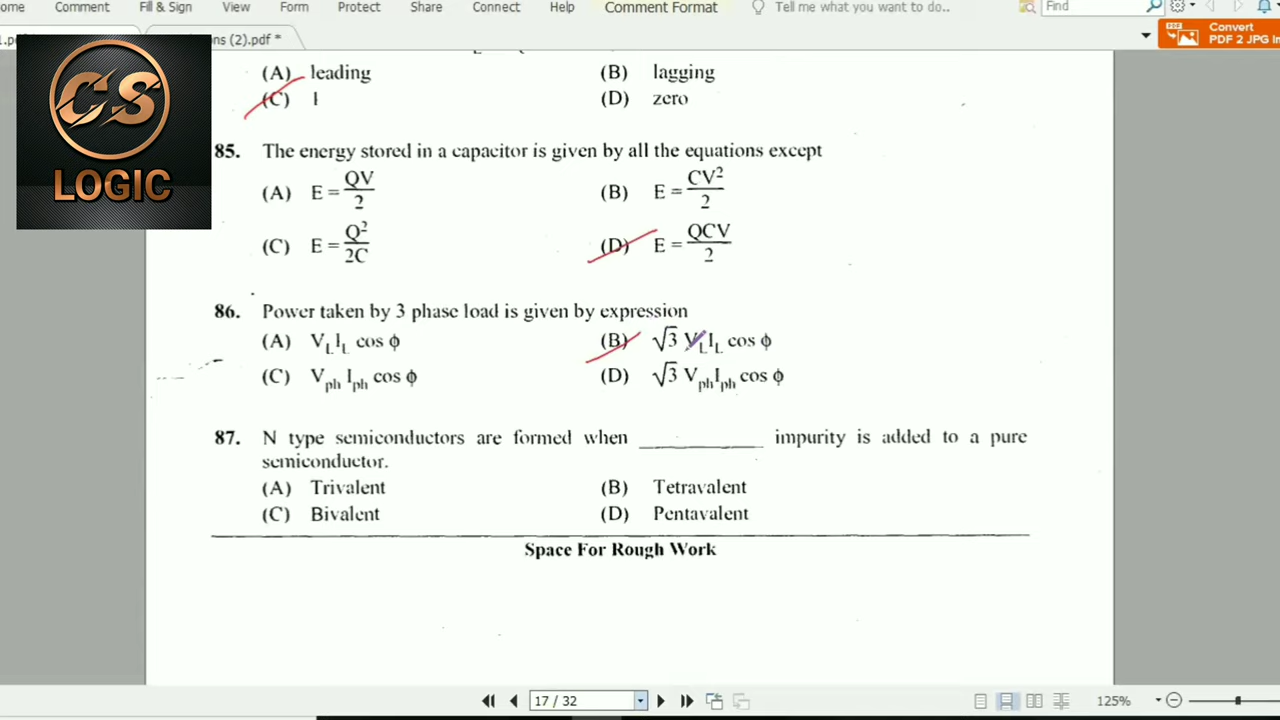 ome Comment Fill & Sign View Form Protect Share Connect Help Comment Format Tell me what you want to do.. Find
1.p ons (2).pdf * Convert
PDF 2 JPG In
CS
LOGIC
(A) leading (B) lagging
(C) 1 (D) zero
85. The energy stored in a capacitor is given by all the equations except
(A) E = QV/2 (B) E = CV²/2
(C) E = Q²/2C (D) E = QCV/2
86. Power taken by 3 phase load is given by expression
(A) V_L I_L cos ϕ (B) √3 V_L I_L cos ϕ
(C) V_ph I_ph cos ϕ (D) √3 V_ph I_ph cos ϕ
87. N type semiconductors are formed when ____________ impurity is added to a pure
semiconductor.
(A) Trivalent (B) Tetravalent
(C) Bivalent (D) Pentavalent
Space For Rough Work
17 / 32 125%